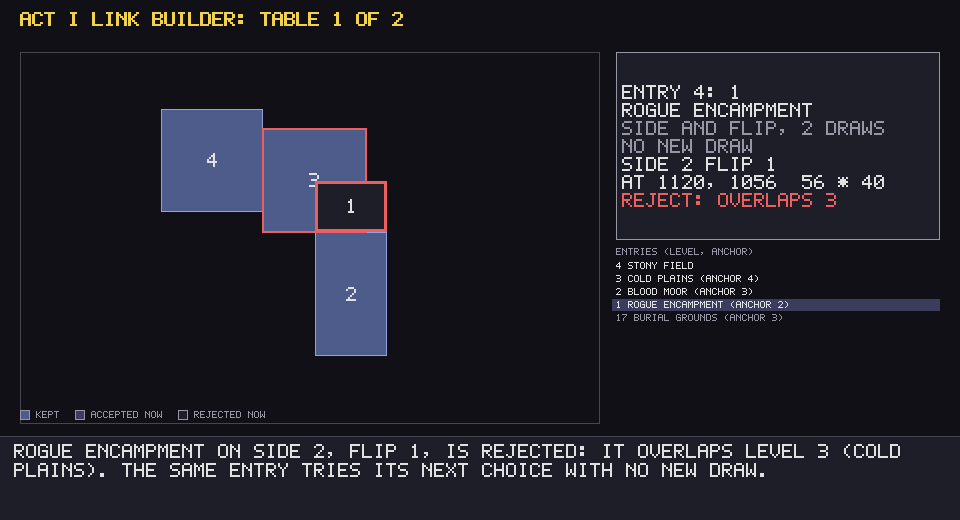 ACT I LINK BUILDER: TABLE 1 OF 2
4
3
1
2
KEPT
ACCEPTED NOW
REJECTED NOW
ENTRY 4: 1
ROGUE ENCAMPMENT
SIDE AND FLIP, 2 DRAWS
NO NEW DRAW
SIDE 2 FLIP 1
AT 1120, 1056  56 * 40
REJECT: OVERLAPS 3
ENTRIES (LEVEL, ANCHOR)
4 STONY FIELD
3 COLD PLAINS (ANCHOR 4)
2 BLOOD MOOR (ANCHOR 3)
1 ROGUE ENCAMPMENT (ANCHOR 2)
17 BURIAL GROUNDS (ANCHOR 3)
ROGUE ENCAMPMENT ON SIDE 2, FLIP 1, IS REJECTED: IT OVERLAPS LEVEL 3 (COLD
PLAINS). THE SAME ENTRY TRIES ITS NEXT CHOICE WITH NO NEW DRAW.